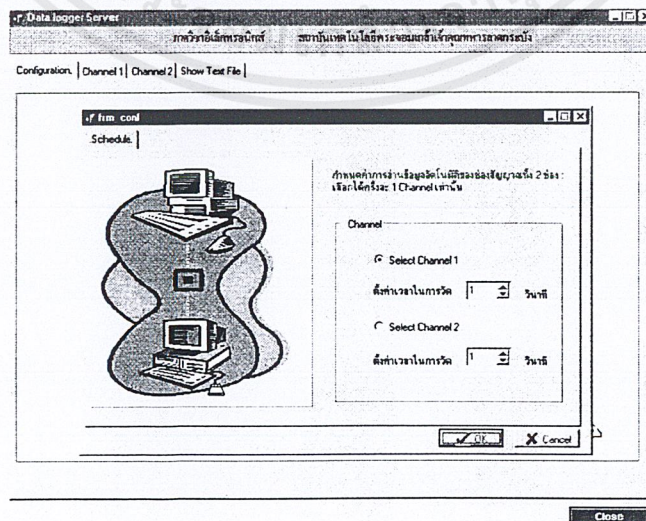 Data logger Server
ภาควิชาอิเล็กทรอนิกส์ สถาบันเทคโนโลยีพระจอมเกล้าเจ้าคุณทหารลาดกระบัง
Configuration. Channel 1 Channel 2 Show Text File
frm_conf
Schedule.
กำหนดค่าการอ่านข้อมูลอัตโนมัติของช่องสัญญาณทั้ง 2 ช่อง :
เลือกได้ครั้งละ 1 Channel เท่านั้น
Channel
Select Channel 1
ตั้งค่าเวลาในการวัด 1 วินาที
Select Channel 2
ตั้งค่าเวลาในการวัด 1 วินาที
OK Cancel
Close